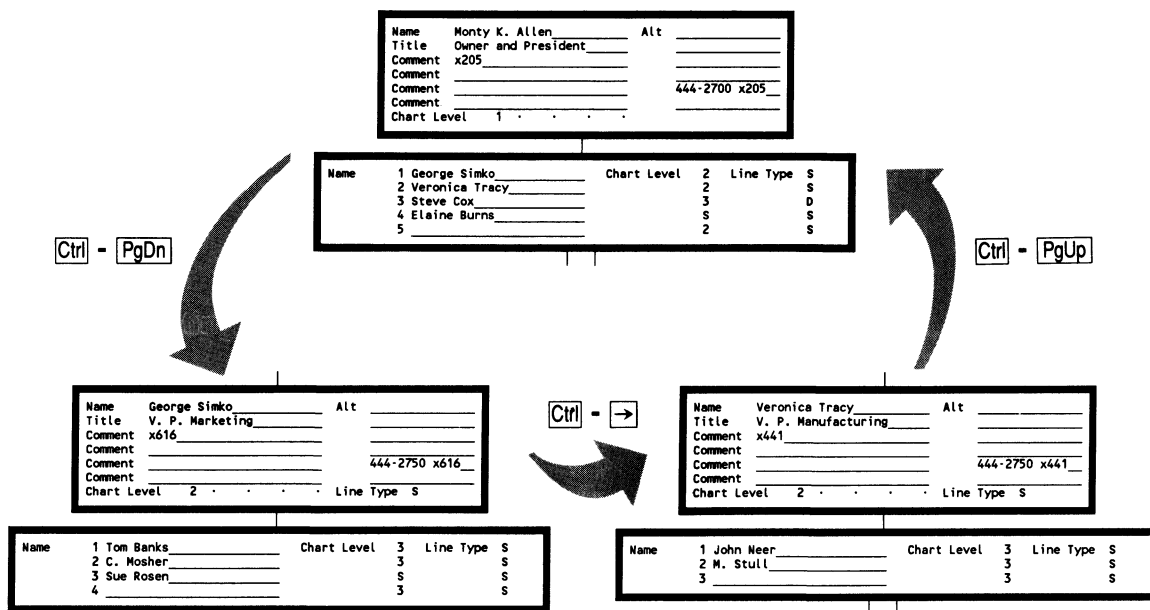 Name Monty K. Allen Alt
Title Owner and President
Comment x205
Comment
Comment 444-2700 x205
Comment
Chart Level 1 · · · ·
Name 1 George Simko Chart Level 2 Line Type S
2 Veronica Tracy 2 S
3 Steve Cox 3 D
4 Elaine Burns S S
5 2 S
Ctrl - PgDn
Ctrl - PgUp
Name George Simko Alt
Title V. P. Marketing
Comment x616
Comment
Comment 444-2750 x616
Comment
Chart Level 2 · · · · Line Type S
Ctrl - →
Name Veronica Tracy Alt
Title V. P. Manufacturing
Comment x441
Comment
Comment 444-2750 x441
Comment
Chart Level 2 · · · · Line Type S
Name 1 Tom Banks Chart Level 3 Line Type S
2 C. Mosher 3 S
3 Sue Rosen S S
4 3 S
Name 1 John Neer Chart Level 3 Line Type S
2 M. Stull 3 S
3 3 S